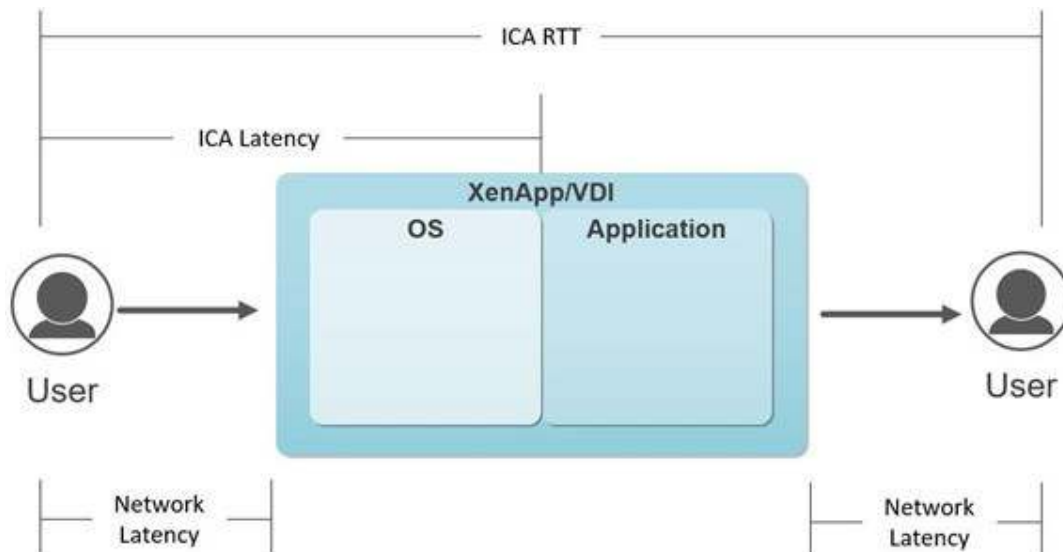 ICA RTT
ICA Latency
XenApp/VDI
OS
Application
User
User
Network
Latency
Network
Latency